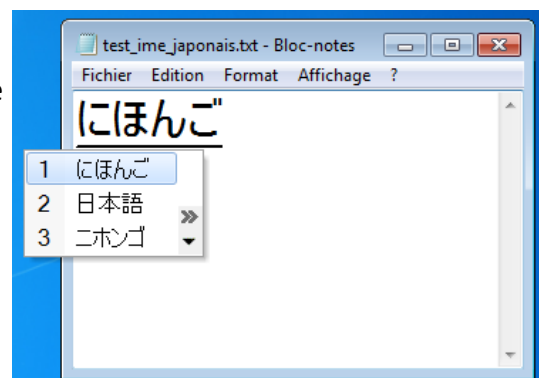 test_ime_japonais.txt - Bloc-notes
Fichier Edition Format Affichage ?
にほんご
e
1 にほんご
2 日本語
3 ニホンゴ